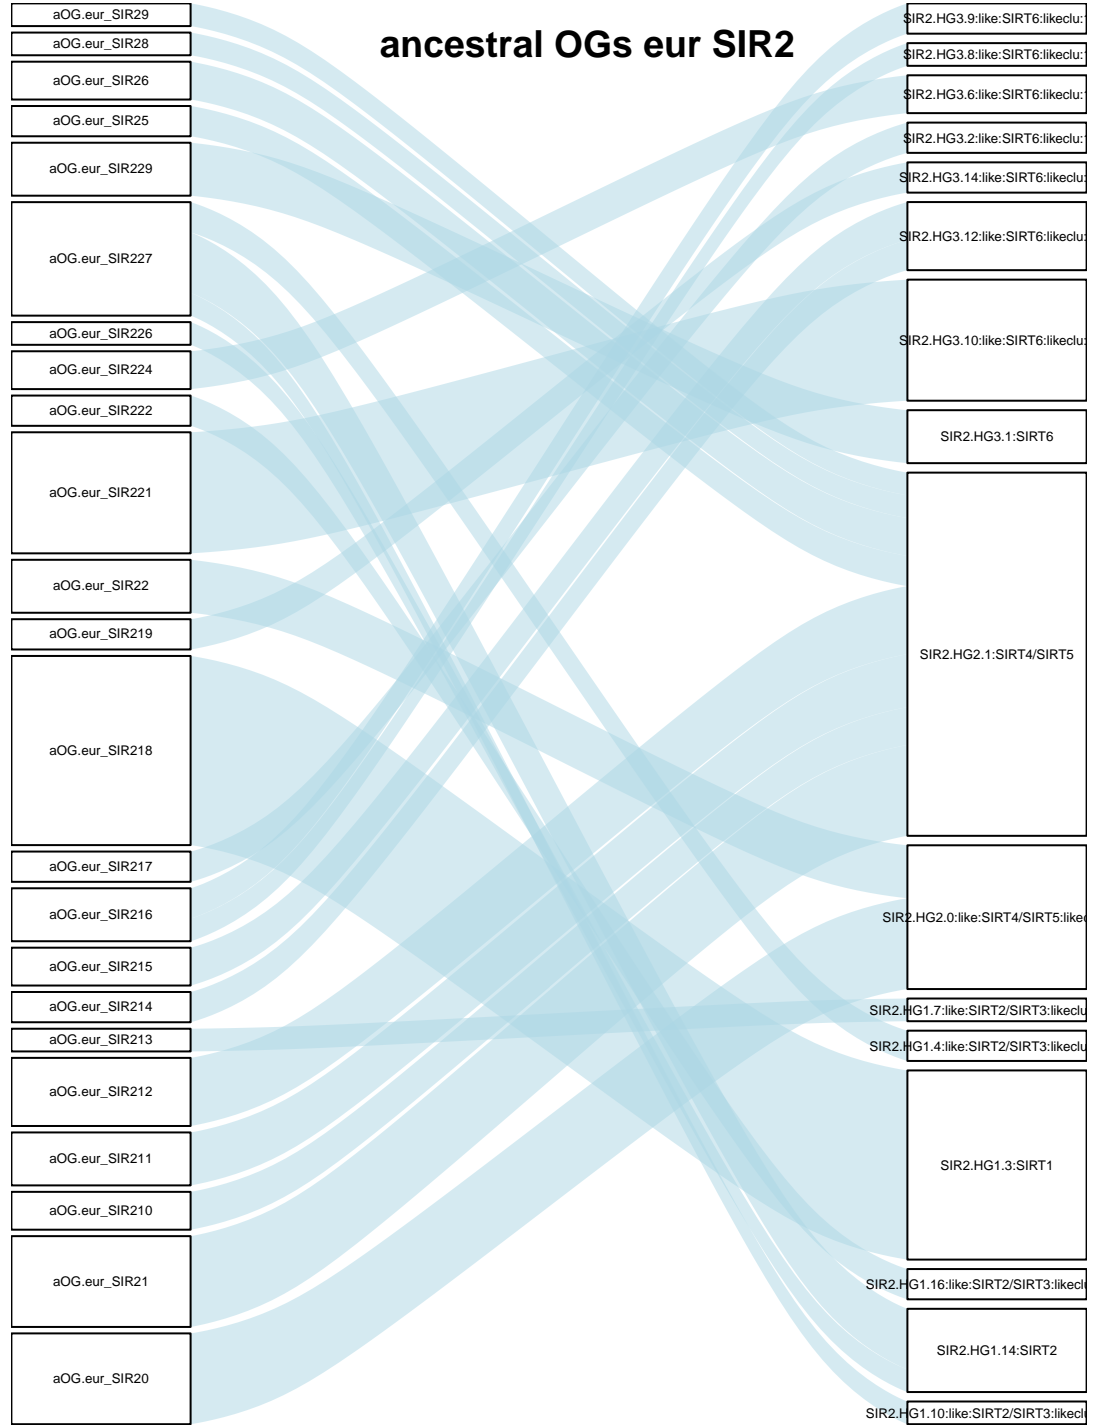 ancestral OGs eur SIR2
aOG.eur_SIR29
aOG.eur_SIR28
aOG.eur_SIR26
aOG.eur_SIR25
aOG.eur_SIR229
aOG.eur_SIR227
aOG.eur_SIR226
aOG.eur_SIR224
aOG.eur_SIR222
aOG.eur_SIR221
aOG.eur_SIR22
aOG.eur_SIR219
aOG.eur_SIR218
aOG.eur_SIR217
aOG.eur_SIR216
aOG.eur_SIR215
aOG.eur_SIR214
aOG.eur_SIR213
aOG.eur_SIR212
aOG.eur_SIR211
aOG.eur_SIR210
aOG.eur_SIR21
aOG.eur_SIR20
SIR2.HG3.9:like:SIRT6:likeclu:
SIR2.HG3.8:like:SIRT6:likeclu:
SIR2.HG3.6:like:SIRT6:likeclu:
SIR2.HG3.2:like:SIRT6:likeclu:
SIR2.HG3.14:like:SIRT6:likeclu:
SIR2.HG3.12:like:SIRT6:likeclu:
SIR2.HG3.10:like:SIRT6:likeclu:
SIR2.HG3.1:SIRT6
SIR2.HG2.1:SIRT4/SIRT5
SIR2.HG2.0:like:SIRT4/SIRT5:likec
SIR2.HG1.7:like:SIRT2/SIRT3:likeclu
SIR2.HG1.4:like:SIRT2/SIRT3:likeclu
SIR2.HG1.3:SIRT1
SIR2.HG1.16:like:SIRT2/SIRT3:likeclu
SIR2.HG1.14:SIRT2
SIR2.HG1.10:like:SIRT2/SIRT3:likeclu